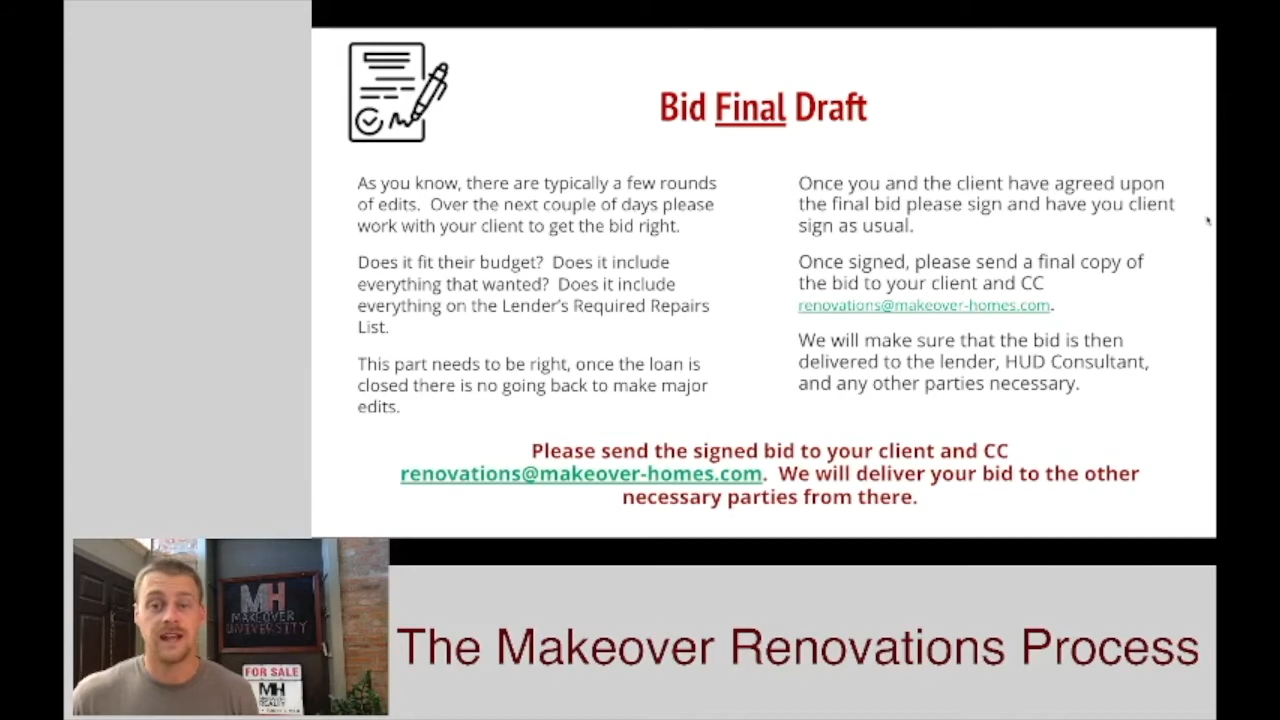 Bid Final Draft
As you know, there are typically a few rounds
of edits. Over the next couple of days please
work with your client to get the bid right.
Does it fit their budget? Does it include
everything that wanted? Does it include
everything on the Lender's Required Repairs
List.
This part needs to be right, once the loan is
closed there is no going back to make major
edits.
Once you and the client have agreed upon
the final bid please sign and have you client
sign as usual.
Once signed, please send a final copy of
the bid to your client and CC
renovations@makeover-homes.com.
We will make sure that the bid is then
delivered to the lender, HUD Consultant,
and any other parties necessary.
Please send the signed bid to your client and CC
renovations@makeover-homes.com. We will deliver your bid to the other
necessary parties from there.
MH
MAKEOVER
UNIVERSITY
FOR SALE
MH
The Makeover Renovations Process